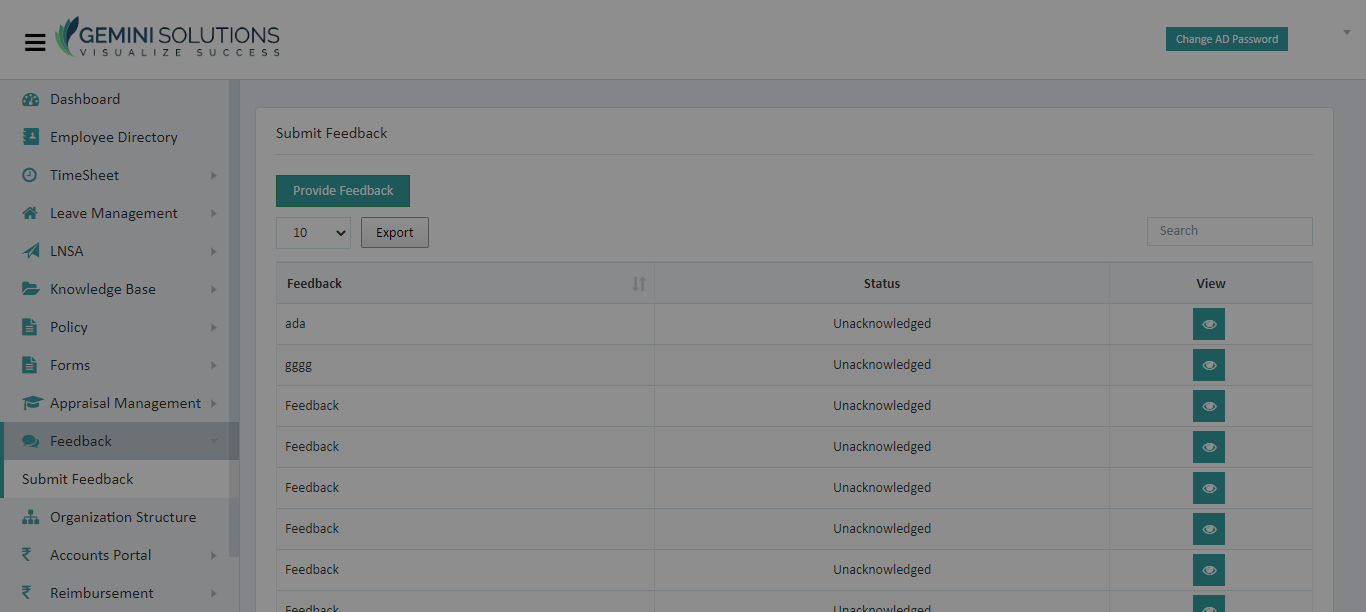 GEMINI SOLUTIONS
VISUALIZE SUCCESS
Change AD Password
Dashboard
Employee Directory
TimeSheet
Leave Management
LNSA
Knowledge Base
Policy
Forms
Appraisal Management
Feedback
Submit Feedback
Organization Structure
Accounts Portal
Reimbursement
Submit Feedback
Provide Feedback
10 Export Search
Feedback Status View
ada Unacknowledged
gggg Unacknowledged
Feedback Unacknowledged
Feedback Unacknowledged
Feedback Unacknowledged
Feedback Unacknowledged
Feedback Unacknowledged
Feedback Unacknowledged